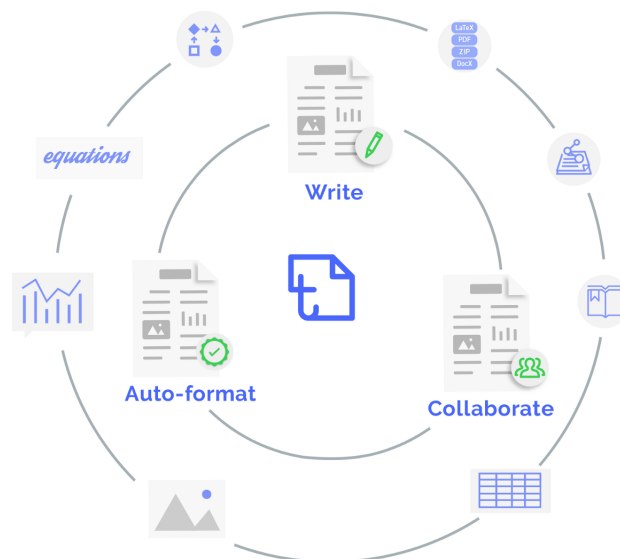 LaTeX
PDF
ZIP
DocX
equations
Write
Auto-format
Collaborate